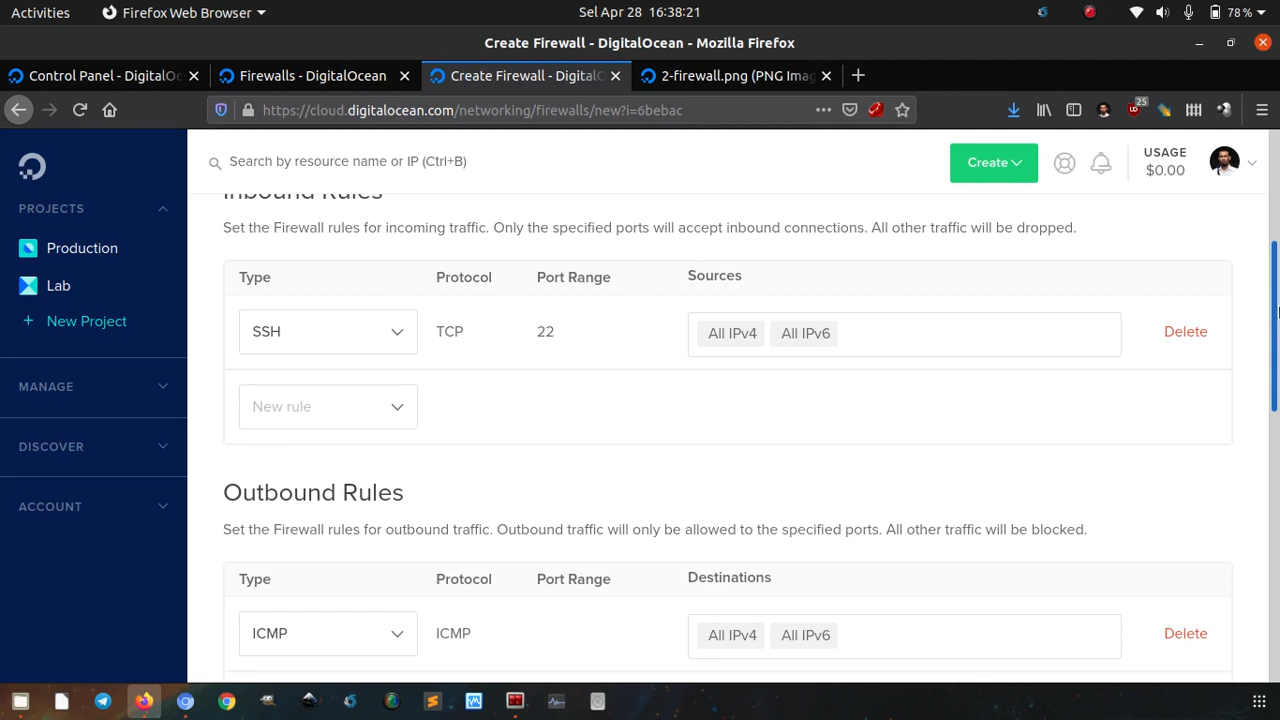 Activities
Firefox Web Browser
Sel Apr 28 16:38:21
78 %
Create Firewall - DigitalOcean - Mozilla Firefox
Control Panel - DigitalOc
Firewalls - DigitalOcean
Create Firewall - DigitalOc
2-firewall.png (PNG Imag
https://cloud.digitalocean.com/networking/firewalls/new?i=6bebac
25
Search by resource name or IP (Ctrl+B)
Create
USAGE
$0.00
PROJECTS
Production
Lab
+ New Project
MANAGE
DISCOVER
ACCOUNT
Inbound Rules
Set the Firewall rules for incoming traffic. Only the specified ports will accept inbound connections. All other traffic will be dropped.
Type Protocol Port Range Sources
SSH TCP 22 All IPv4 All IPv6 Delete
New rule
Outbound Rules
Set the Firewall rules for outbound traffic. Outbound traffic will only be allowed to the specified ports. All other traffic will be blocked.
Type Protocol Port Range Destinations
ICMP ICMP All IPv4 All IPv6 Delete